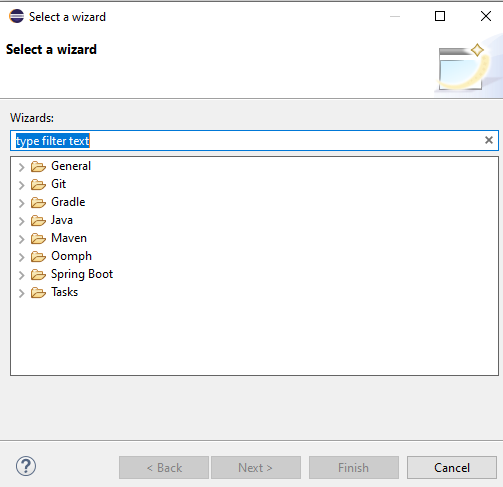 Select a wizard
Select a wizard
Wizards:
type filter text
General
Git
Gradle
Java
Maven
Oomph
Spring Boot
Tasks
< Back Next > Finish Cancel